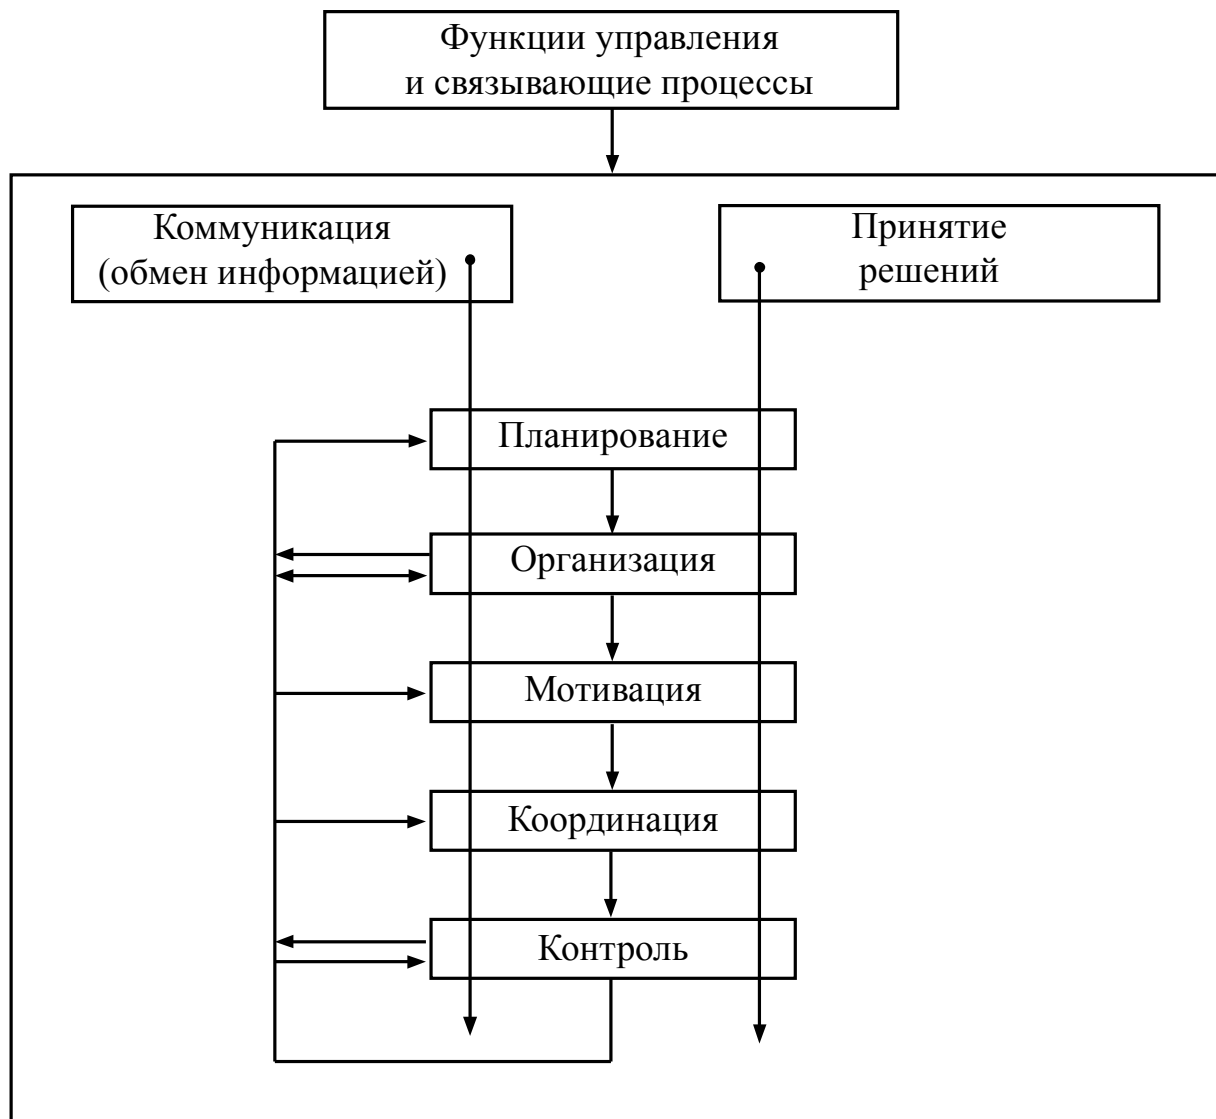 Функции управления
и связывающие процессы
Коммуникация
(обмен информацией)
Принятие
решений
Планирование
Организация
Мотивация
Координация
Контроль